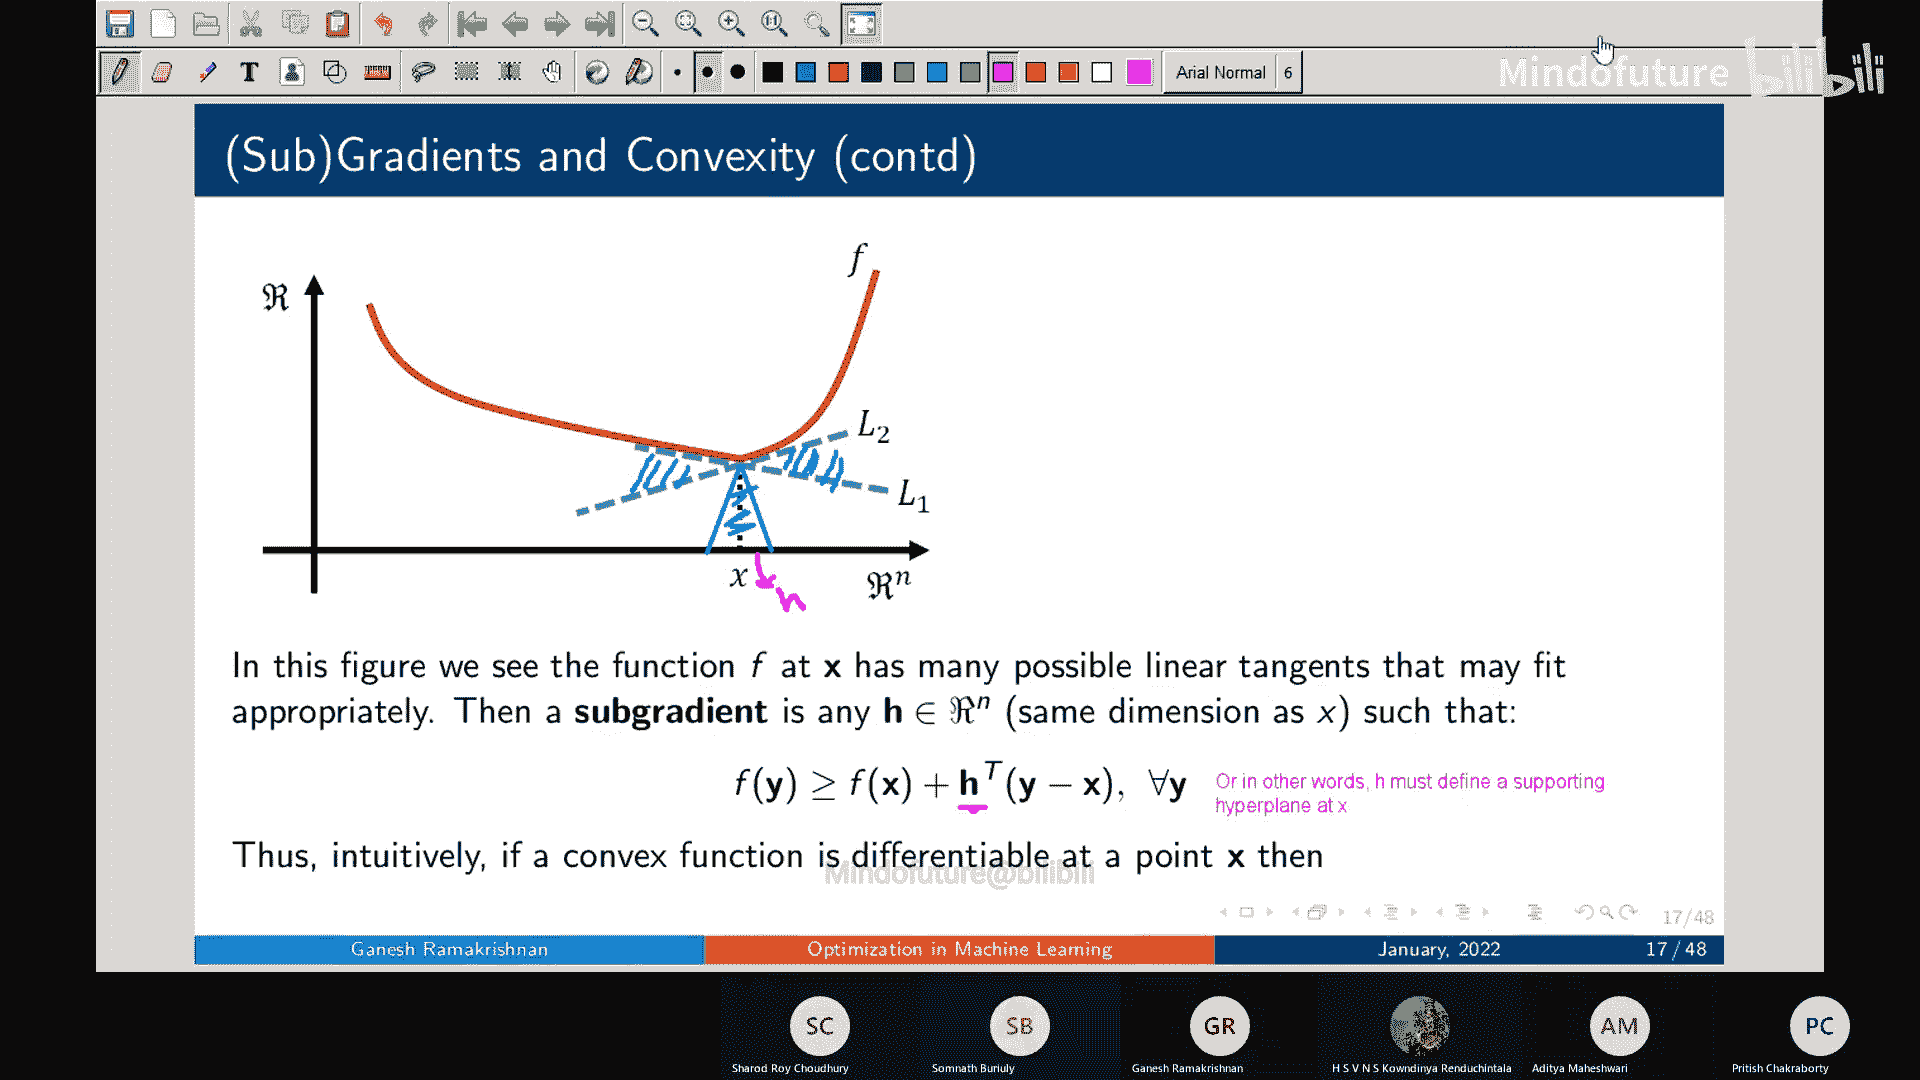 T
1:1
Arial Normal 6
Mindofuture bilibili
(Sub)Gradients and Convexity (contd)
f
ℜ
L2
L1
x
h
ℜⁿ
In this figure we see the function f at x has many possible linear tangents that may fit
appropriately. Then a subgradient is any h ∈ ℜⁿ (same dimension as x) such that:
f(y) ≥ f(x) + hᵀ(y − x), ∀y
Or in other words, h must define a supporting
hyperplane at x
Thus, intuitively, if a convex function is differentiable at a point x then
Mindofuture@bilibili
17/48
Ganesh Ramakrishnan Optimization in Machine Learning January, 2022 17 / 48
SC SB GR AM PC
Sharod Roy Choudhury Somnath Buriuly Ganesh Ramakrishnan H S V N S Kowndinya Renduchintala Aditya Maheshwari Pritish Chakraborty